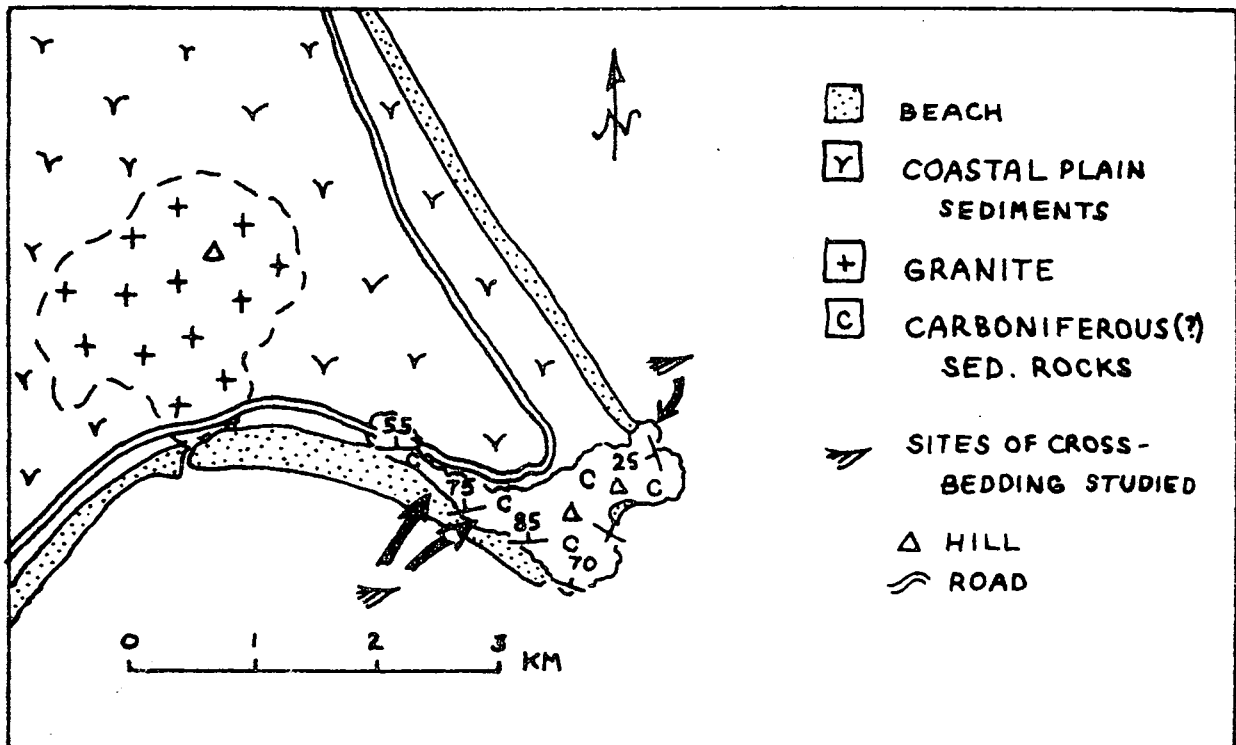 N
BEACH
Y COASTAL PLAIN
SEDIMENTS
+ GRANITE
C CARBONIFEROUS(?)
SED. ROCKS
SITES OF CROSS-
BEDDING STUDIED
HILL
ROAD
55
25
75
C
C
C
85
C
70
0 1 2 3 KM